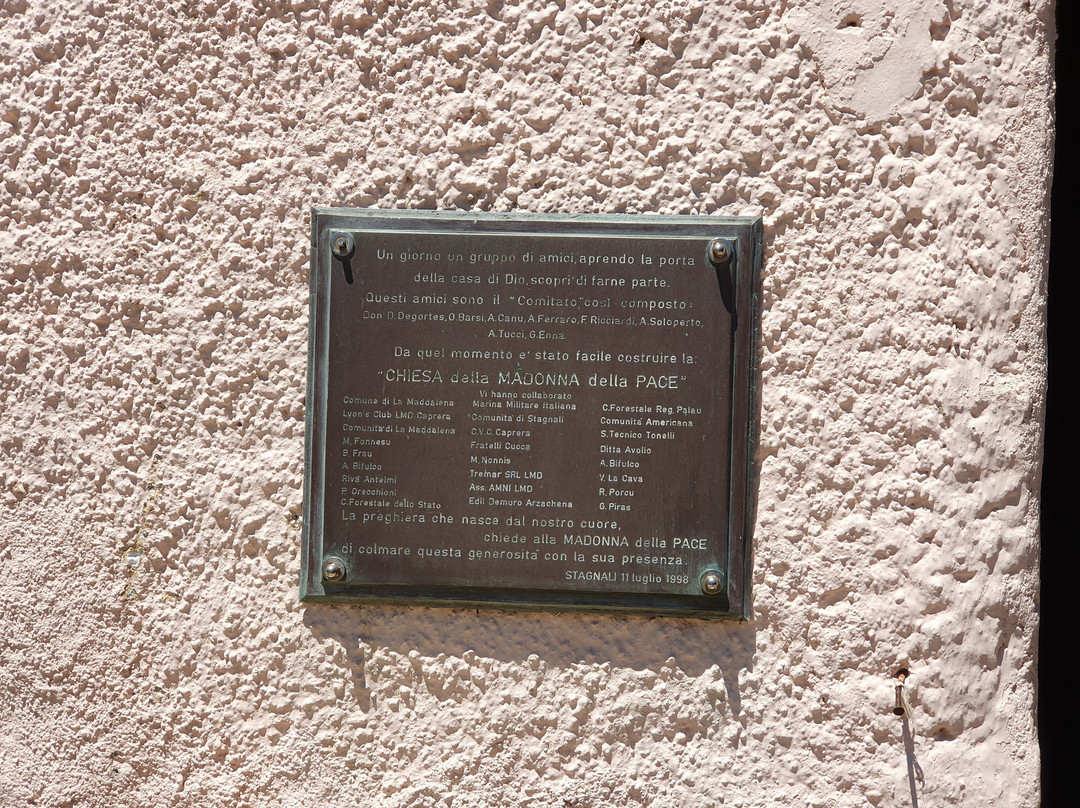 Un giorno un gruppo di amici, aprendo la porta
della casa di Dio, scopri' di farne parte.
Questi amici sono il "Comitato" così composto:
Don D. Degortes, O. Barsi, A. Canu, A. Ferraro, F. Ricciardi, A. Soloperto,
A. Tucci, G. Enna.
Da quel momento e' stato facile costruire la:
"CHIESA della MADONNA della PACE"
Vi hanno collaborato
Comune di La Maddalena
Lyon's Club LMD Caprera
Comunita' di La Maddalena
M. Fonnesu
B. Frau
A. Bifulco
Riva Antelmi
P. Orecchioni
C. Forestale dello Stato
Marina Militare Italiana
"Comunita' di Stagnali
C.V.C. Caprera
Fratelli Cucca
M. Nonnis
Tremar SRL LMD
Ass. AMNI LMD
Edil Demuro Arzachena
C. Forestale Reg. Palau
Comunita' Americana
S. Tecnico Tonelli
Ditta Avolio
A. Bifulco
V. La Cava
R. Porcu
G. Piras
La preghiera che nasce dal nostro cuore,
chiede alla MADONNA della PACE
di colmare questa generosita' con la sua presenza.
STAGNALI 11 luglio 1998